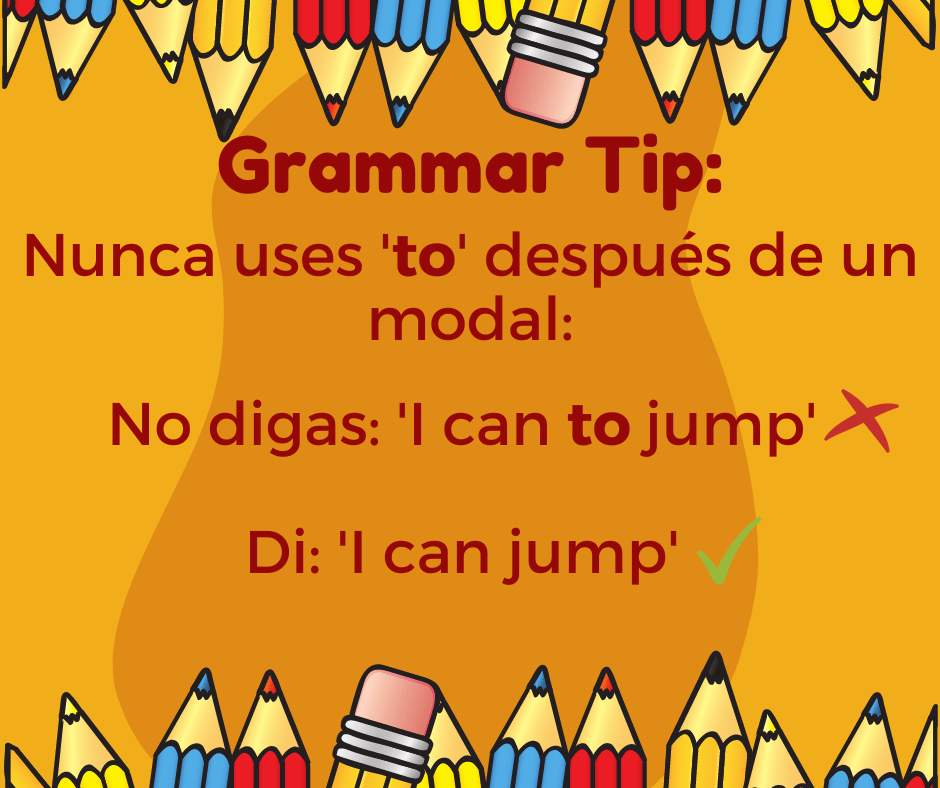 Grammar Tip:
Nunca uses 'to' después de un
modal:
No digas: 'I can to jump'
Di: 'I can jump'